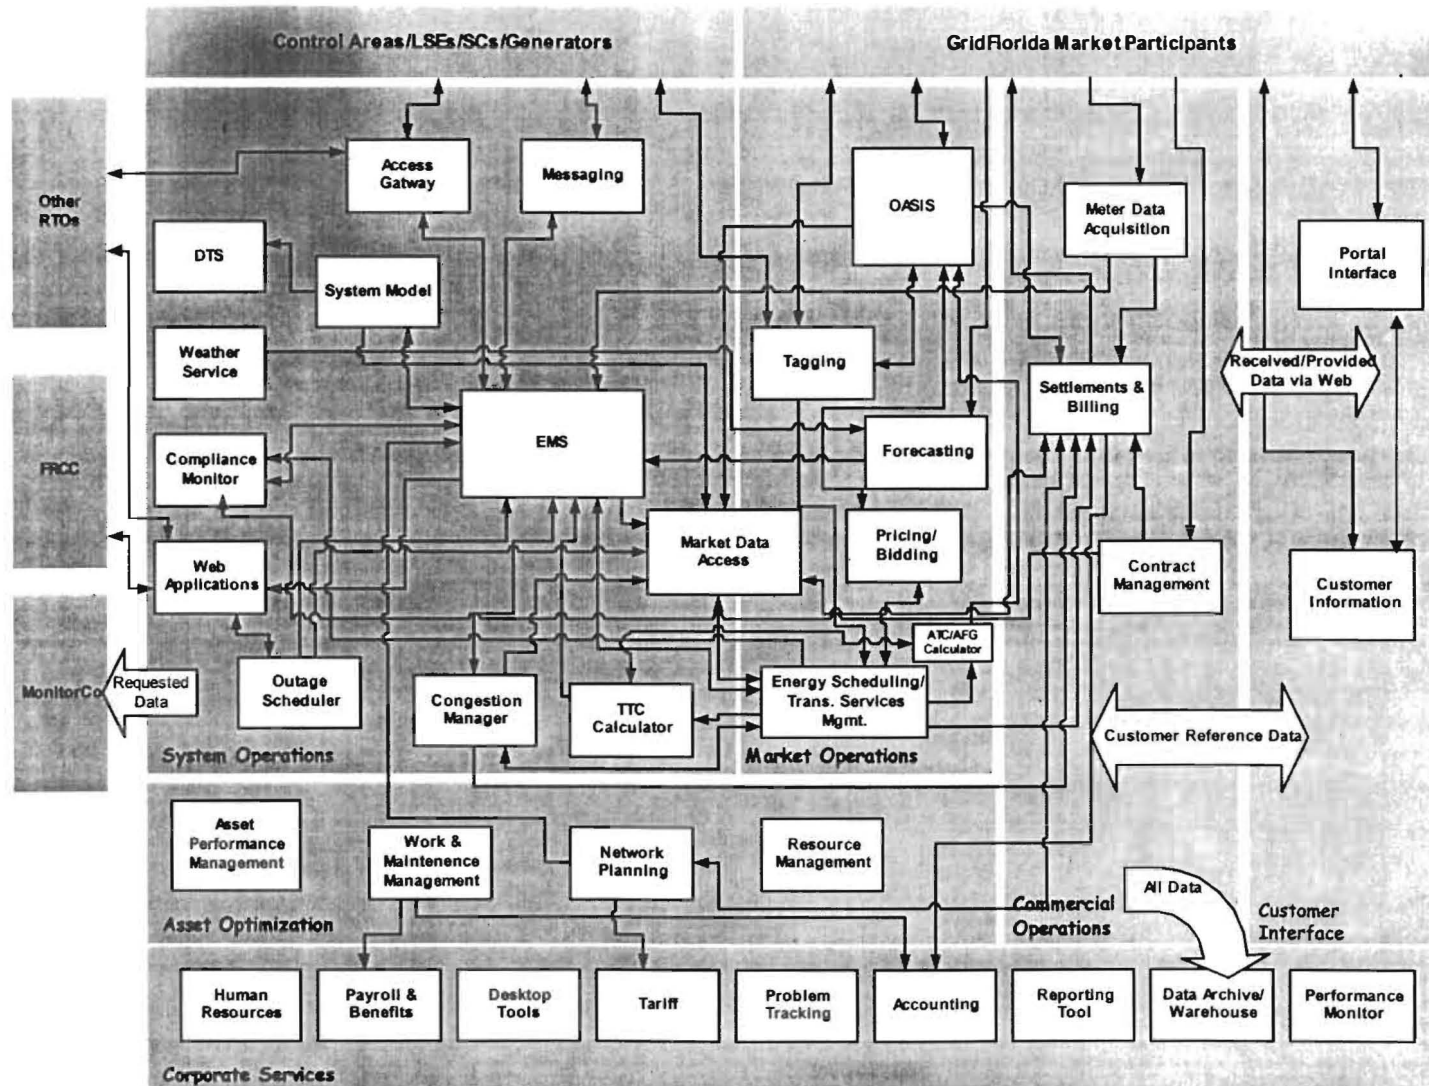 Control Areas/LSEs/SCs/Generators
GridFlorida Market Participants
Other
RTOs
FRCC
MonitorCo
Requested
Data
Access
Gatway
Messaging
DTS
System Model
Weather
Service
EMS
Compliance
Monitor
Web
Applications
Outage
Scheduler
Congestion
Manager
TTC
Calculator
System Operations
OASIS
Tagging
Forecasting
Market Data
Access
Pricing/
Bidding
ATC/AFG
Calculator
Energy Scheduling/
Trans. Services
Mgmt.
Market Operations
Meter Data
Acquisition
Settlements &
Billing
Contract
Management
Portal
Interface
Received/Provided
Data via Web
Customer
Information
Customer Reference Data
Asset
Performance
Management
Work &
Maintenence
Management
Network
Planning
Resource
Management
Asset Optimization
Commercial
Operations
All Data
Customer
Interface
Human
Resources
Payroll &
Benefits
Desktop
Tools
Tariff
Problem
Tracking
Accounting
Reporting
Tool
Data Archive/
Warehouse
Performance
Monitor
Corporate Services